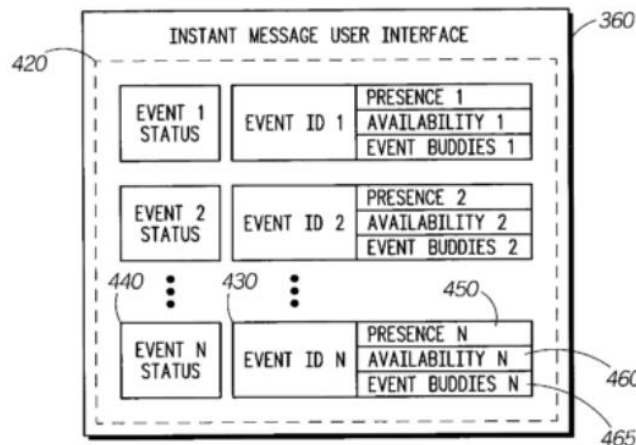 INSTANT MESSAGE USER INTERFACE
360
420
EVENT 1
STATUS
EVENT ID 1
PRESENCE 1
AVAILABILITY 1
EVENT BUDDIES 1
EVENT 2
STATUS
EVENT ID 2
PRESENCE 2
AVAILABILITY 2
EVENT BUDDIES 2
440
430
450
EVENT N
STATUS
EVENT ID N
PRESENCE N
AVAILABILITY N
EVENT BUDDIES N
460
465